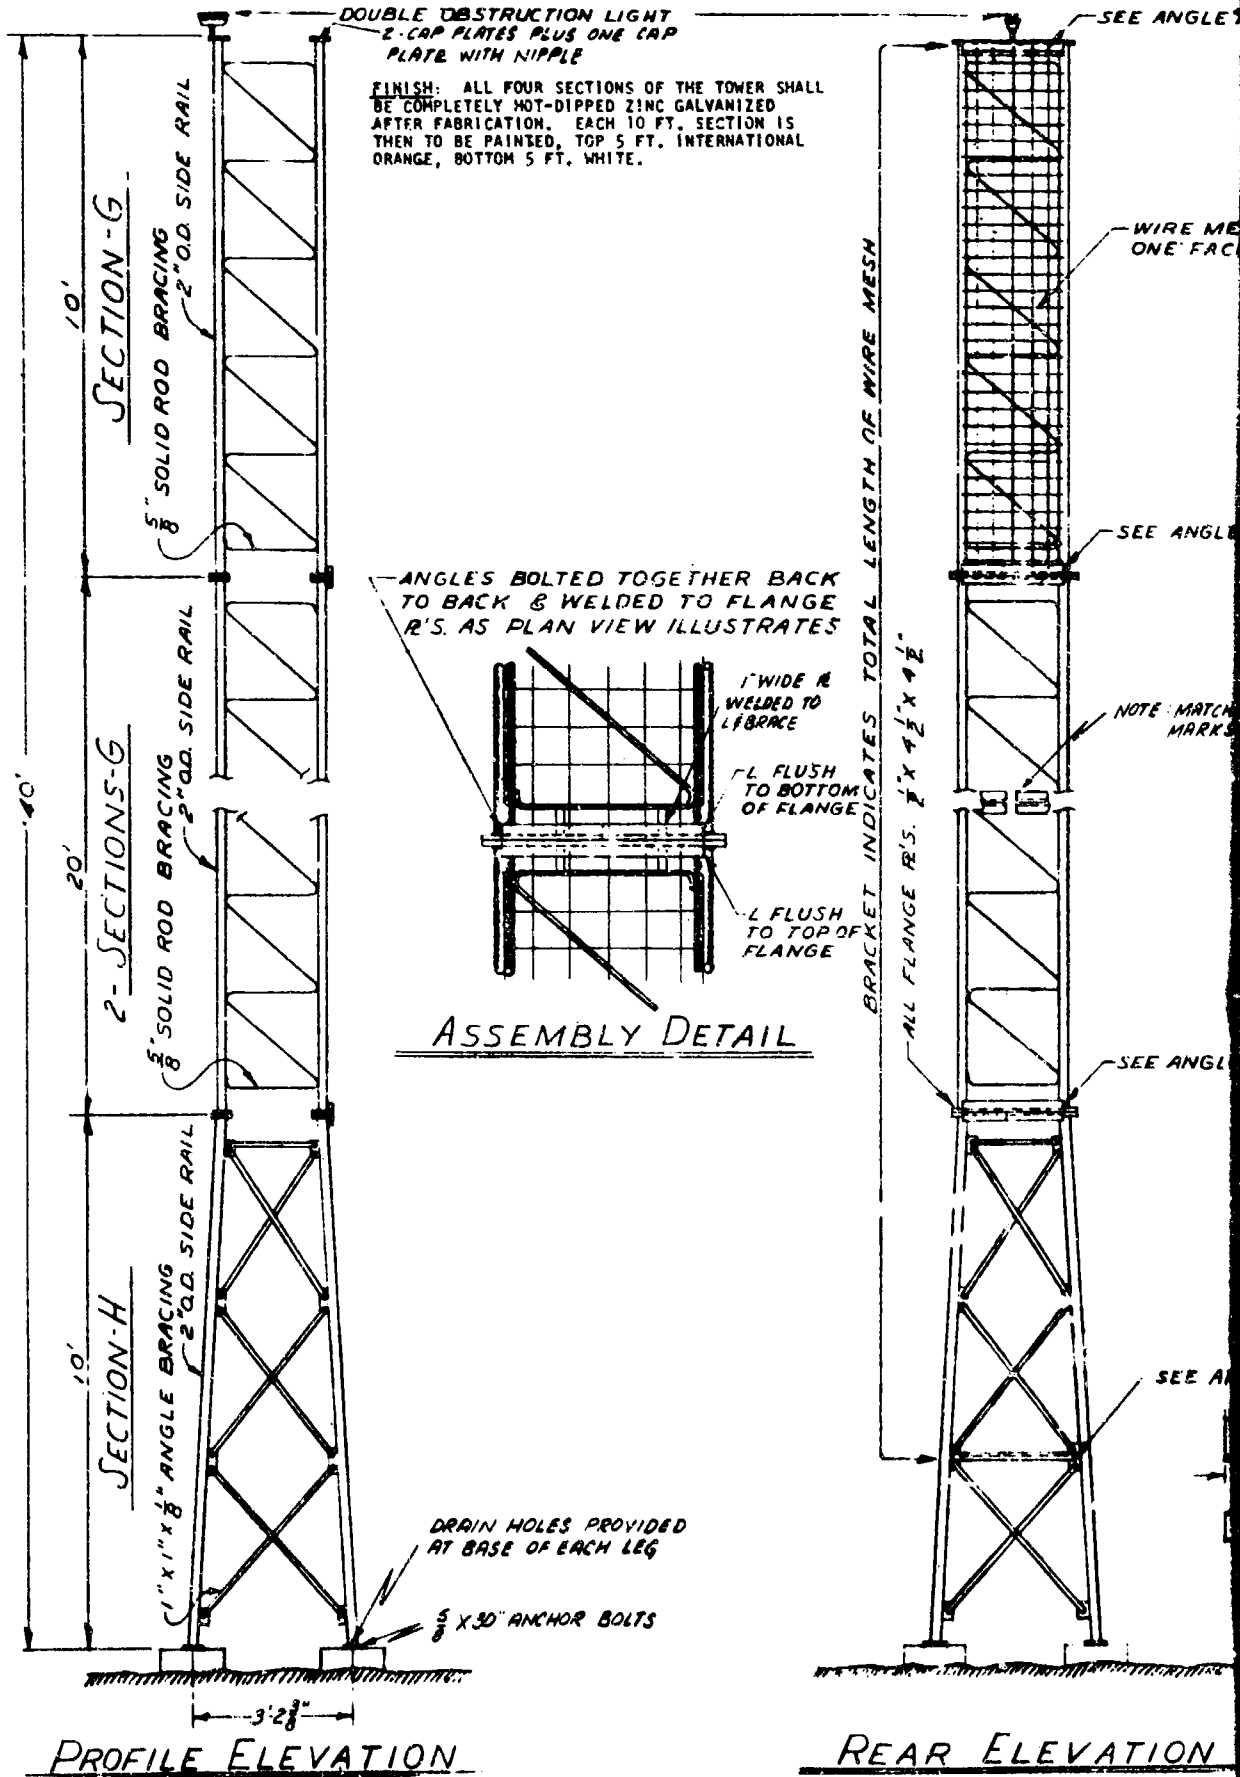 DOUBLE OBSTRUCTION LIGHT
2-CAP PLATES PLUS ONE CAP
PLATE WITH NIPPLE
FINISH: ALL FOUR SECTIONS OF THE TOWER SHALL
BE COMPLETELY HOT-DIPPED ZINC GALVANIZED
AFTER FABRICATION. EACH 10 FT. SECTION IS
THEN TO BE PAINTED, TOP 5 FT. INTERNATIONAL
ORANGE, BOTTOM 5 FT. WHITE.
SEE ANGLE
10'
SECTION-G
5/8" SOLID ROD BRACING
2" O.D. SIDE RAIL
WIRE ME
ONE FAC
SEE ANGLE
ANGLES BOLTED TOGETHER BACK
TO BACK & WELDED TO FLANGE
PL'S. AS PLAN VIEW ILLUSTRATES
1" WIDE PL
WELDED TO
L & BRACE
L FLUSH
TO BOTTOM
OF FLANGE
L FLUSH
TO TOP OF
FLANGE
ASSEMBLY DETAIL
BRACKET INDICATES TOTAL LENGTH OF WIRE MESH
ALL FLANGE PL'S. 1/2" X 4 1/2" X 4 1/2"
NOTE: MATCH
MARKS
40'
20'
2-SECTIONS-G
5/8" SOLID ROD BRACING
2" O.D. SIDE RAIL
SEE ANGL
10'
SECTION-H
1" X 1" X 1/8" ANGLE BRACING
2" O.D. SIDE RAIL
SEE A
DRAIN HOLES PROVIDED
AT BASE OF EACH LEG
5/8 X 30" ANCHOR BOLTS
3'-2 3/8"
PROFILE ELEVATION
REAR ELEVATION